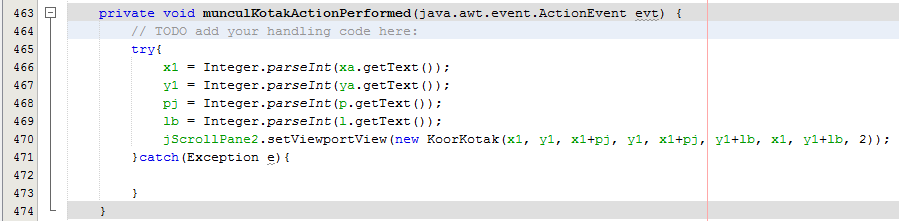 463 private void munculKotakActionPerformed(java.awt.event.ActionEvent evt) {
464 // TODO add your handling code here:
465 try{
466 x1 = Integer.parseInt(xa.getText());
467 y1 = Integer.parseInt(ya.getText());
468 pj = Integer.parseInt(p.getText());
469 lb = Integer.parseInt(l.getText());
470 jScrollPane2.setViewportView(new KoorKotak(x1, y1, x1+pj, y1, x1+pj, y1+lb, x1, y1+lb, 2));
471 }catch(Exception e){
472
473 }
474 }